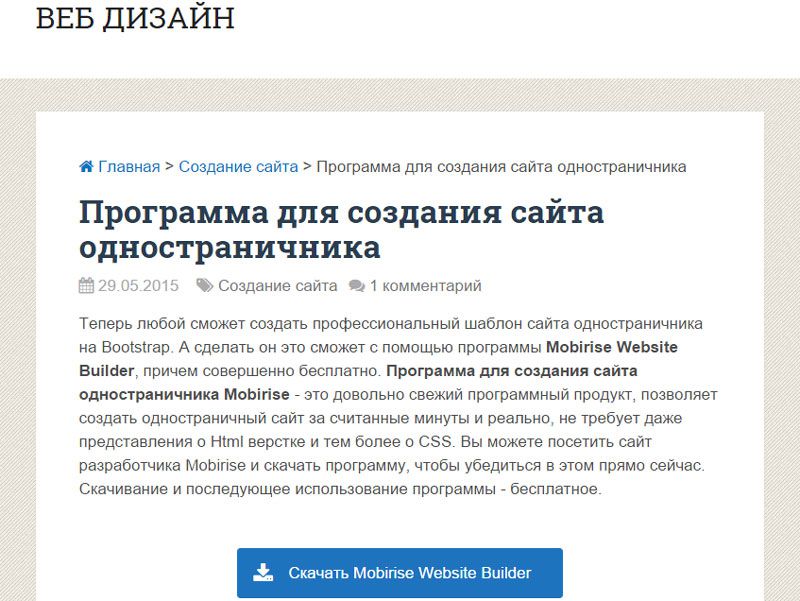 ВЕБ ДИЗАЙН
Главная > Создание сайта > Программа для создания сайта одностраничника
Программа для создания сайта
одностраничника
29.05.2015 Создание сайта 1 комментарий
Теперь любой сможет создать профессиональный шаблон сайта одностраничника
на Bootstrap. А сделать он это сможет с помощью программы Mobirise Website
Builder, причем совершенно бесплатно. Программа для создания сайта
одностраничника Mobirise - это довольно свежий программный продукт, позволяет
создать одностраничный сайт за считанные минуты и реально, не требует даже
представления о Html верстке и тем более о CSS. Вы можете посетить сайт
разработчика Mobirise и скачать программу, чтобы убедиться в этом прямо сейчас.
Скачивание и последующее использование программы - бесплатное.
Скачать Mobirise Website Builder